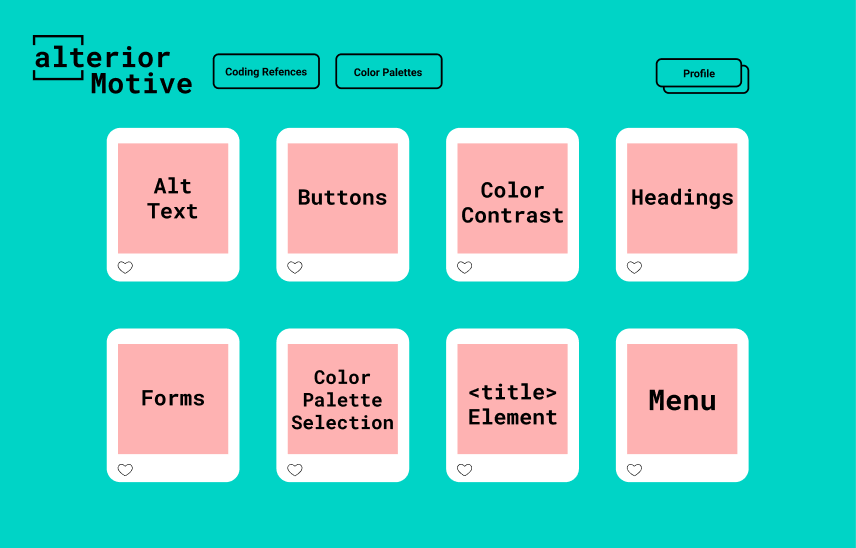 alterior
Motive
Coding Refences
Color Palettes
Profile
Alt
Text
Buttons
Color
Contrast
Headings
Forms
Color
Palette
Selection
<title>
Element
Menu